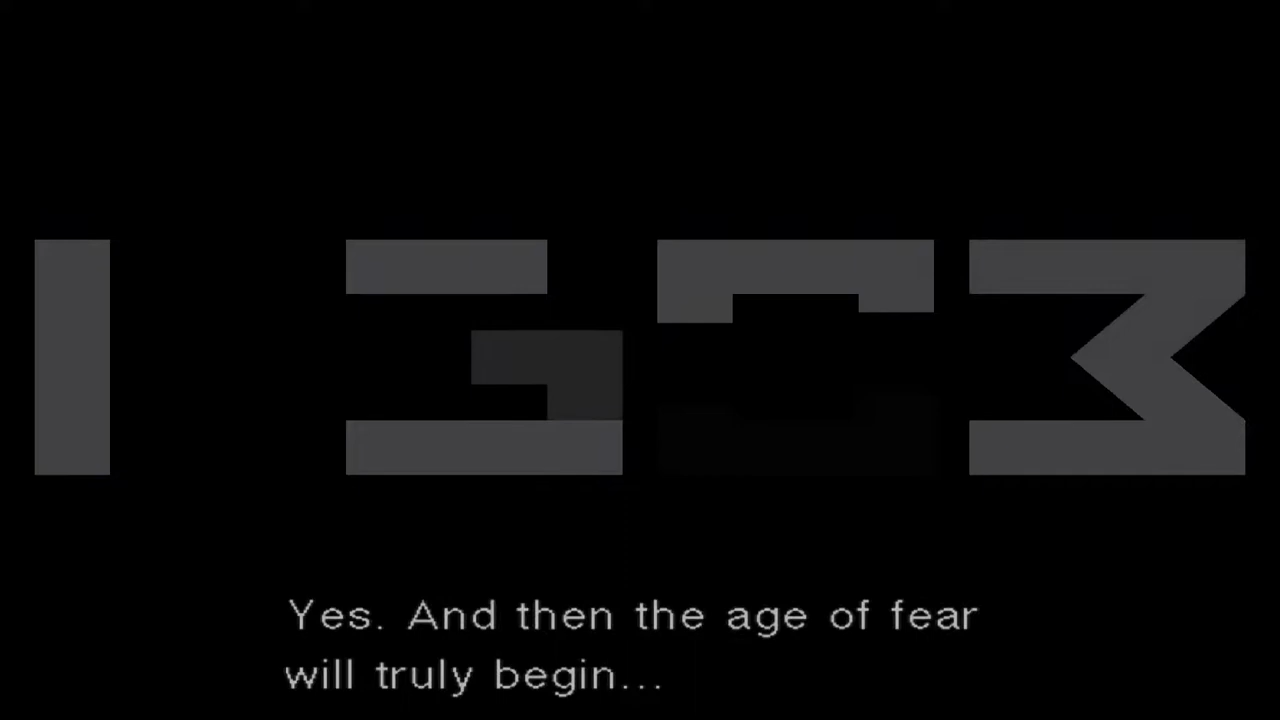 Yes. And then the age of fear
will truly begin...